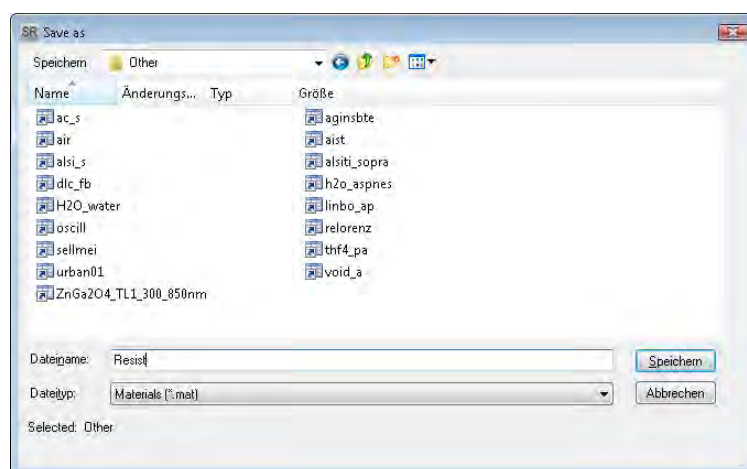 SR Save as
Speichern Other
Name Änderungs... Typ Größe
ac_s aginsbte
air aist
alsi_s alsiti_sopra
dlc_fb h2o_aspnes
H2O_water linbo_ap
oscill relorenz
sellmei thf4_pa
urban01 void_a
ZnGa2O4_TL1_300_850nm
Dateiname: Resist Speichern
Dateityp: Materials (*.mat) Abbrechen
Selected: Other